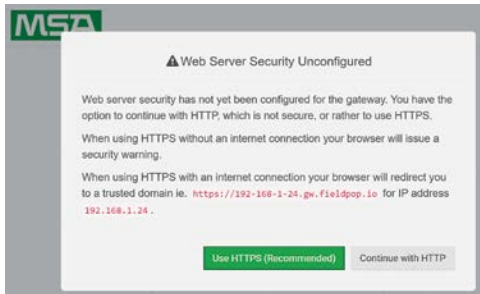 MSA
Web Server Security Unconfigured
Web server security has not yet been configured for the gateway. You have the
option to continue with HTTP, which is not secure, or rather to use HTTPS.
When using HTTPS without an internet connection your browser will issue a
security warning.
When using HTTPS with an internet connection your browser will redirect you
to a trusted domain ie. https://192-168-1-24.gw.fieldpop.io for IP address
192.168.1.24.
Use HTTPS (Recommended) Continue with HTTP